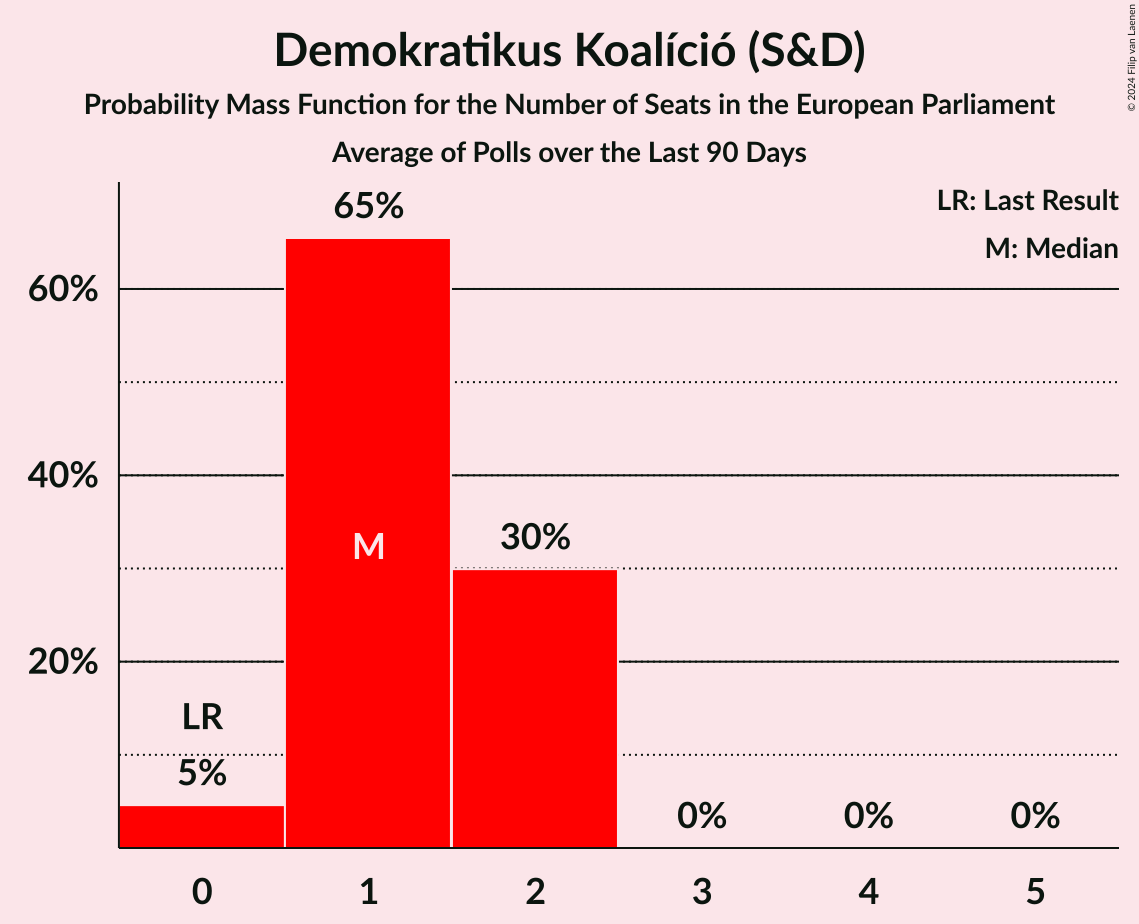 Demokratikus Koalíció (S&D)
Probability Mass Function for the Number of Seats in the European Parliament
Average of Polls over the Last 90 Days
© 2024 Filip van Laenen
LR: Last Result
M: Median
65%
60%
40%
30%
M
20%
LR
5%
0%
0%
0%
0
1
2
3
4
5